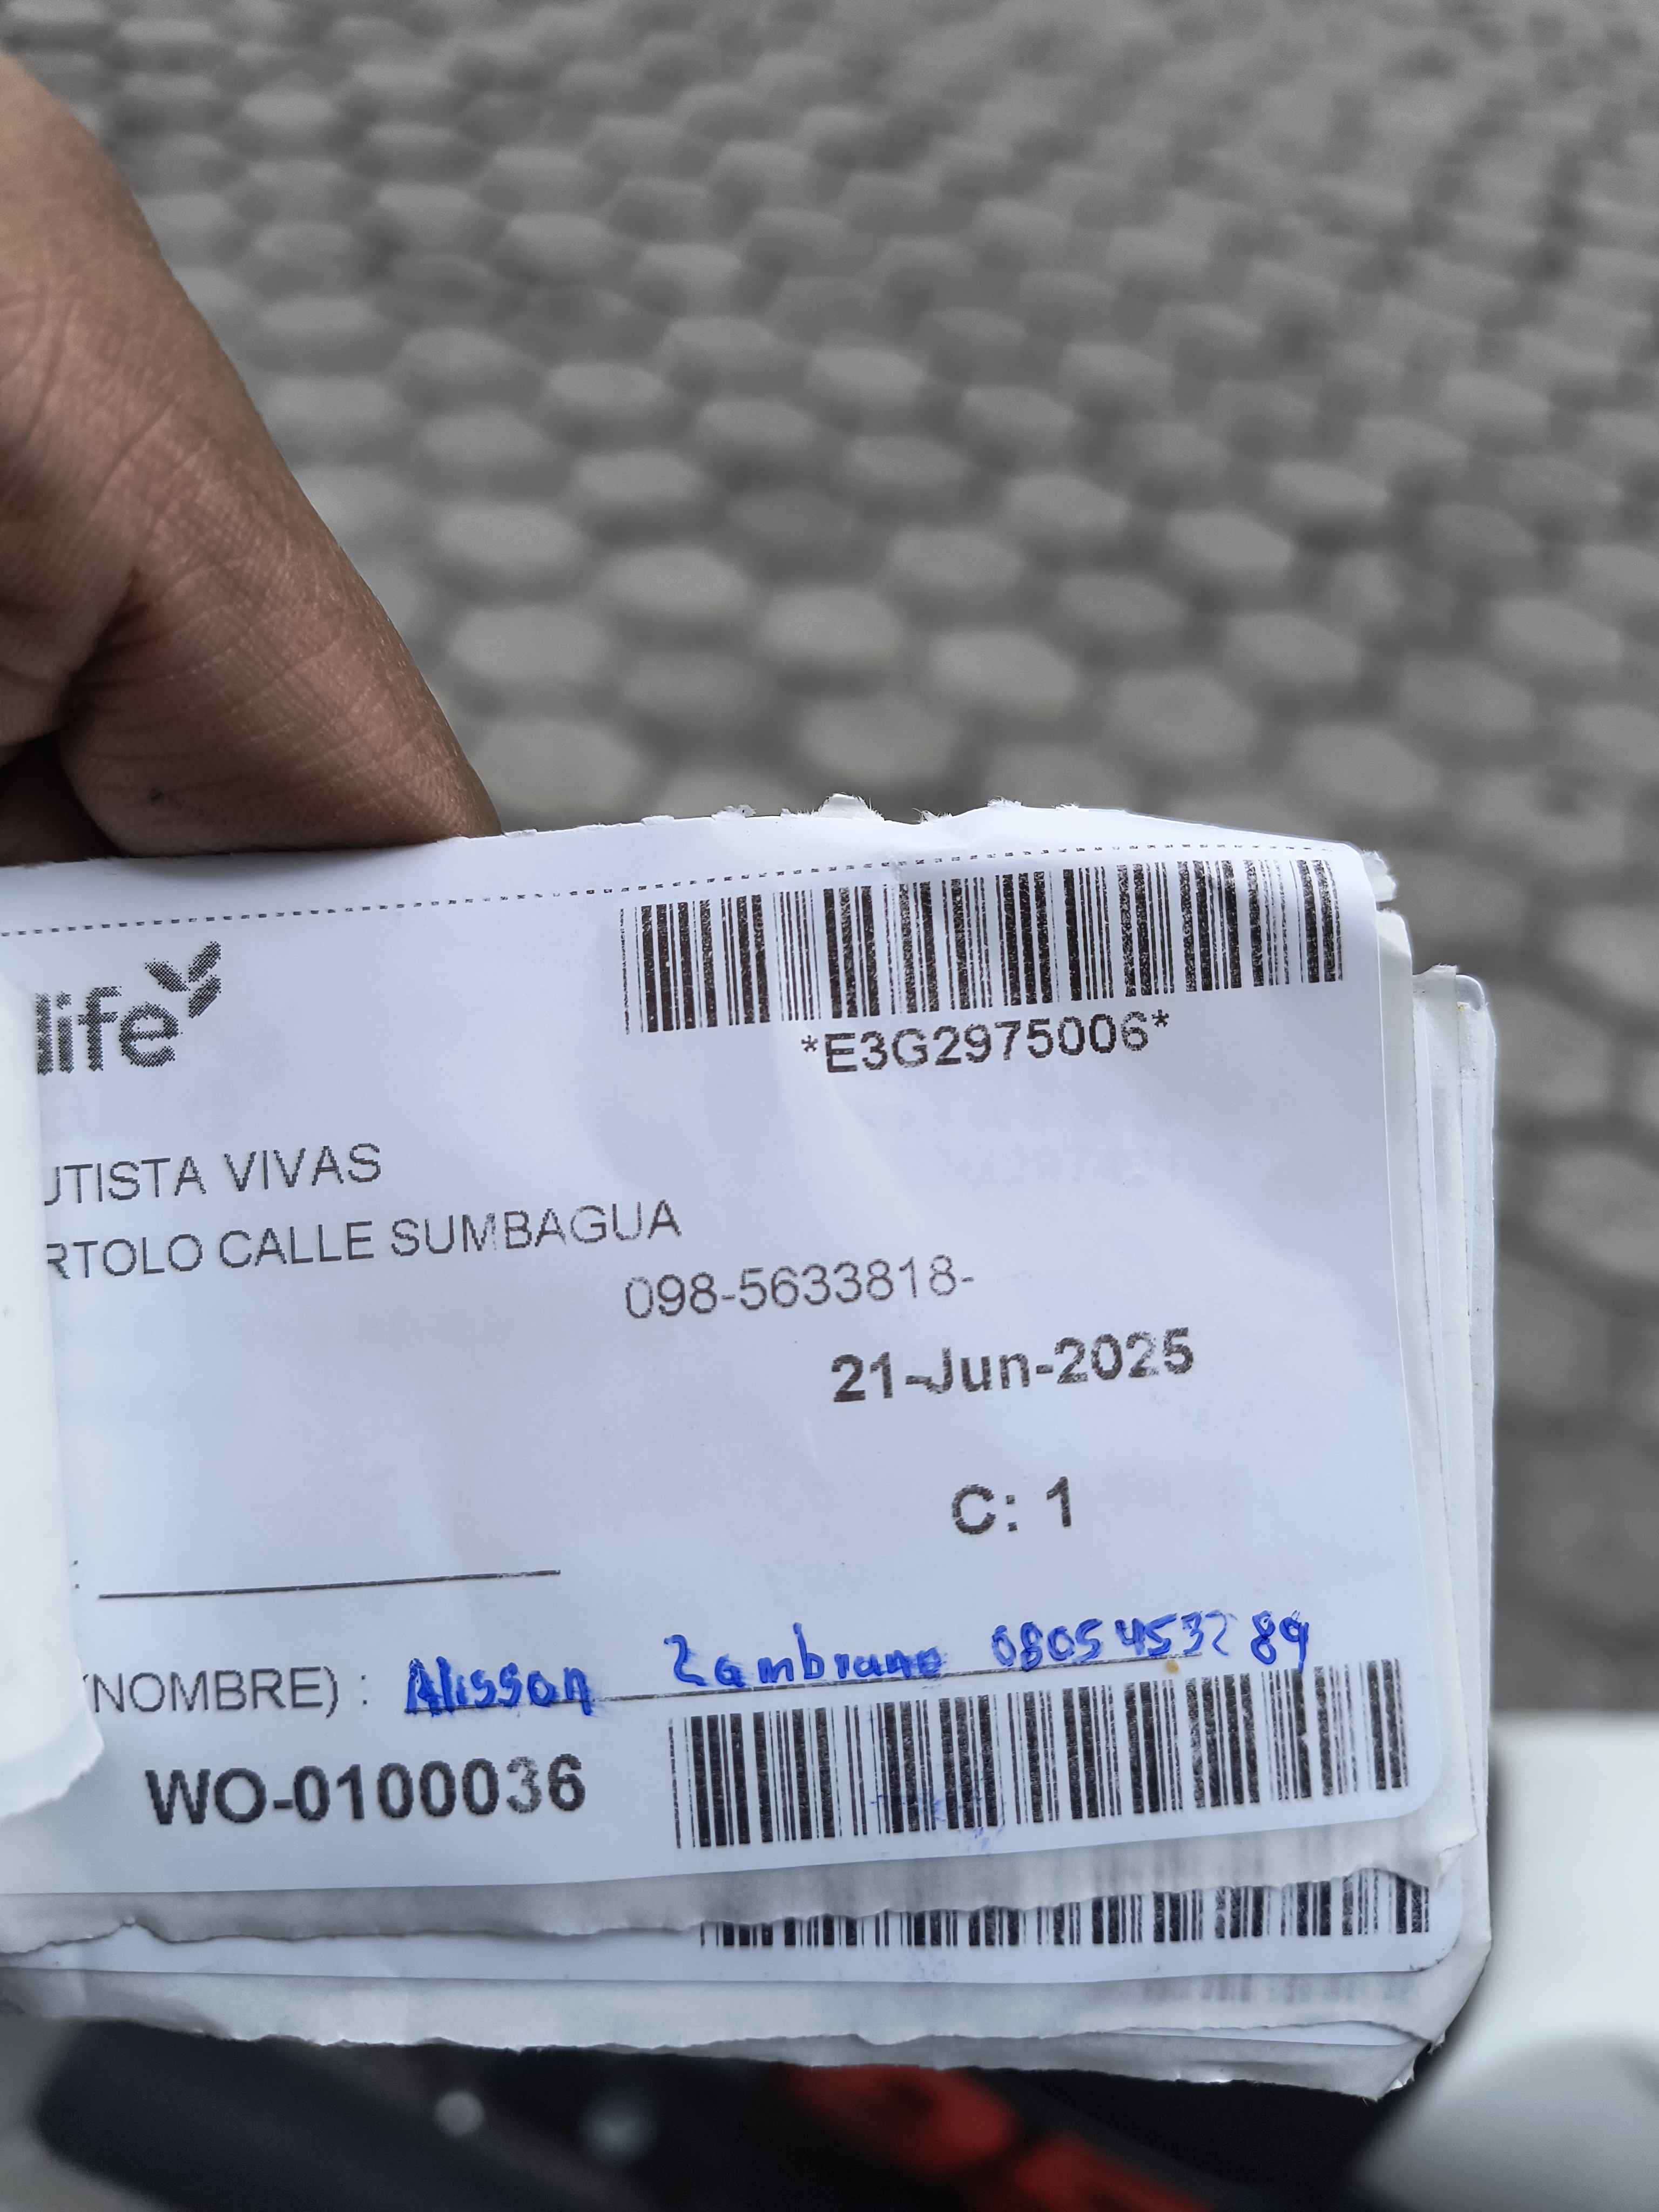 life
*E3G2975006*
UTISTA VIVAS
RTOLO CALLE SUMBAGUA
098-5633818-
21-Jun-2025
C: 1
(NOMBRE) : Alisson Zambrano 0805453289
WO-0100036